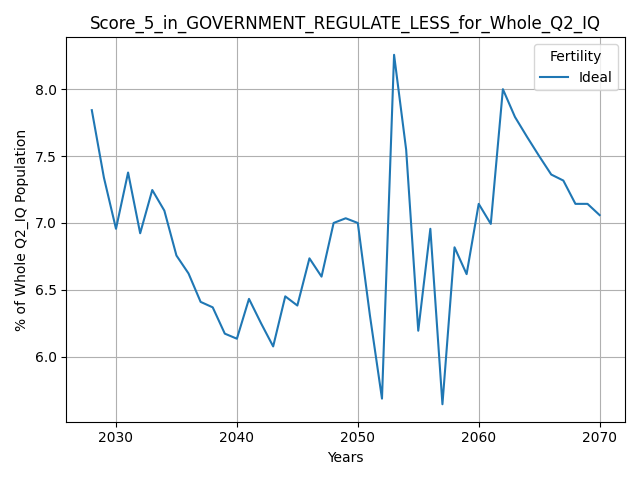 Score_5_in_GOVERNMENT_REGULATE_LESS_for_Whole_Q2_IQ
Fertility
Ideal
% of Whole Q2_IQ Population
8.0
7.5
7.0
6.5
6.0
2030 2040 2050 2060 2070
Years